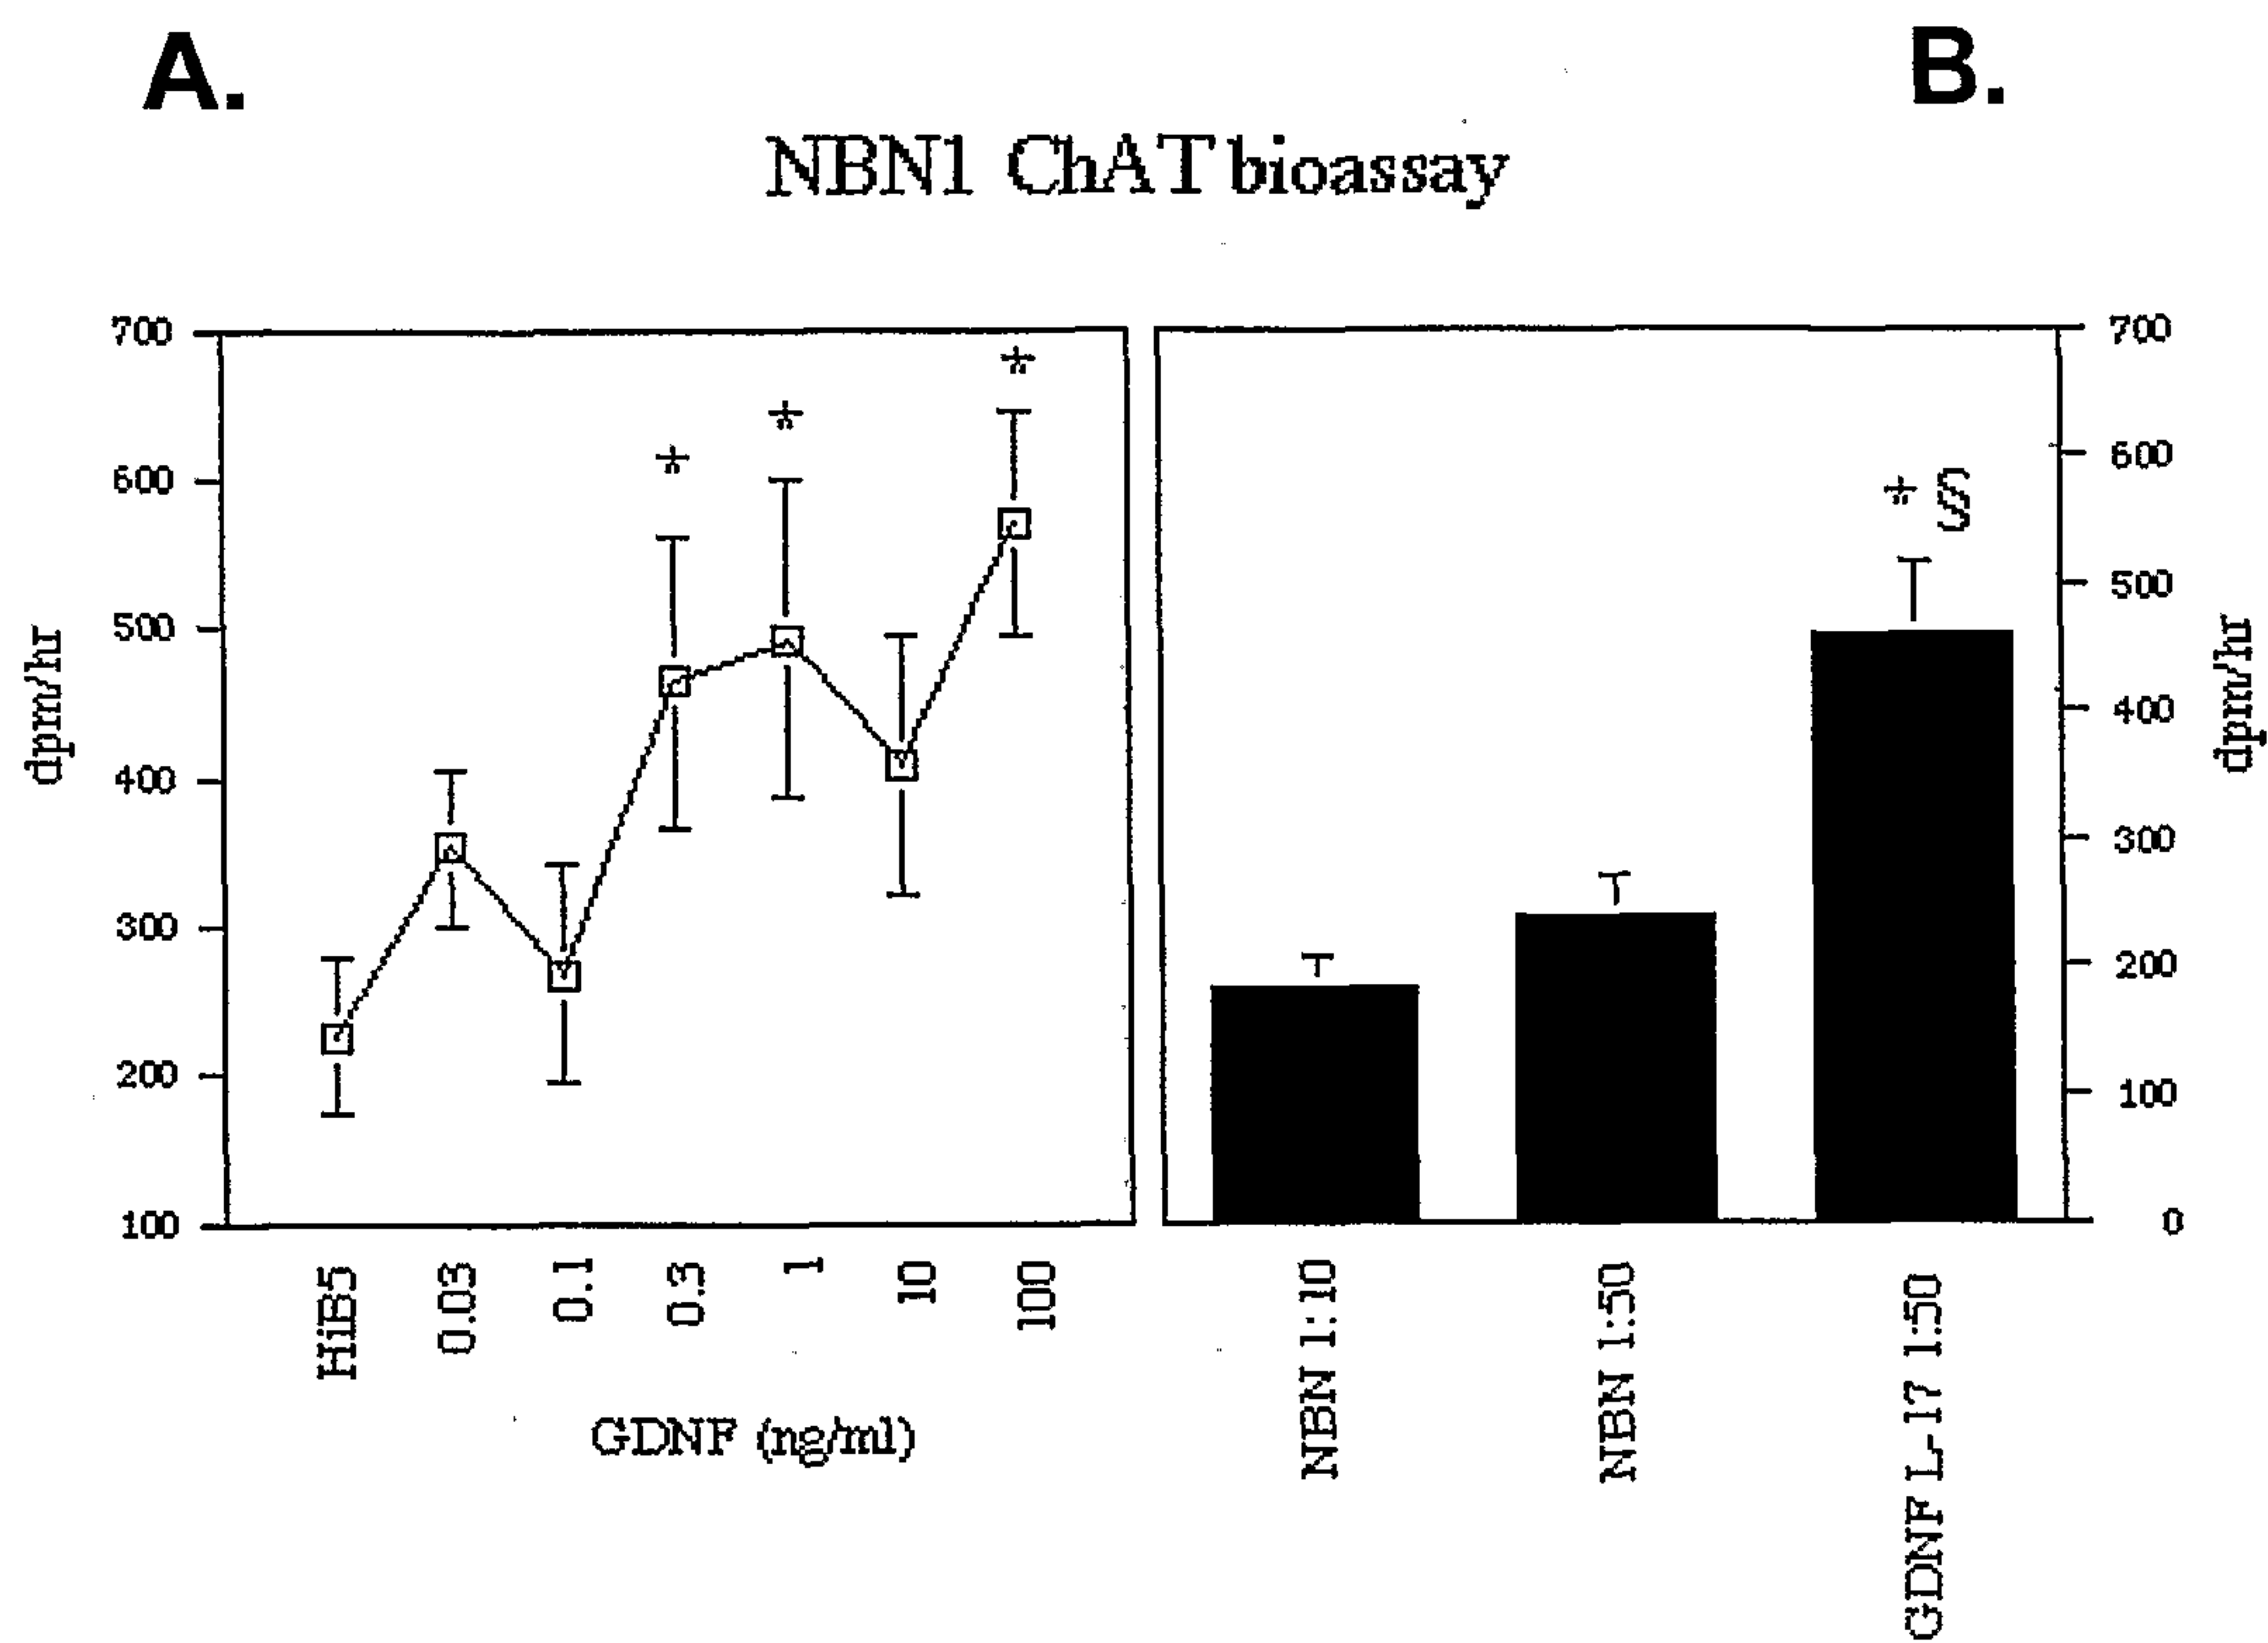 A.
B.
NBN1 ChAT bioassay
700
600
500
400
300
200
100
dpm/hr
*
*
*
HiB5
0.03
0.1
0.3
1
10
100
GDNF (ng/ml)
* §
700
600
500
400
300
200
100
0
dpm/hr
NBN 1:10
NBN 1:50
GDNF L-17 1:50